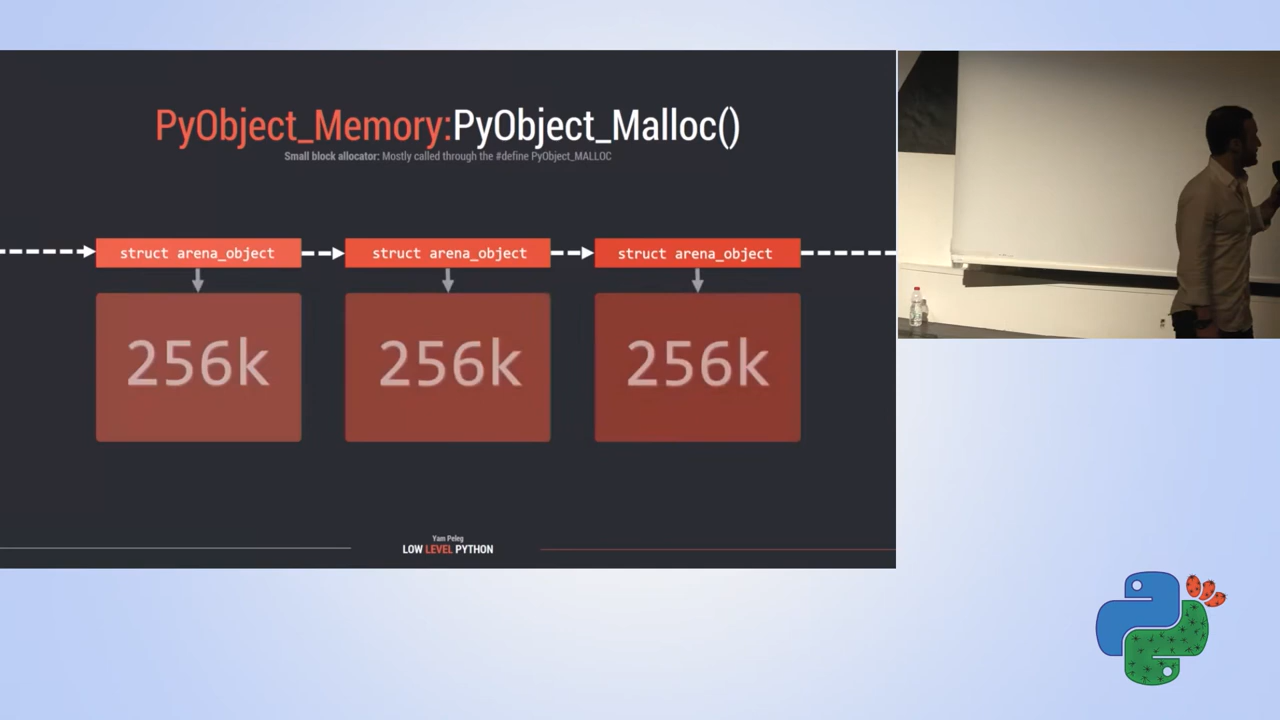 PyObject_Memory:PyObject_Malloc()
Small block allocator: Mostly called through the #define PyObject_MALLOC
struct arena_object
struct arena_object
struct arena_object
256k
256k
256k
Yam Peleg
LOW LEVEL PYTHON